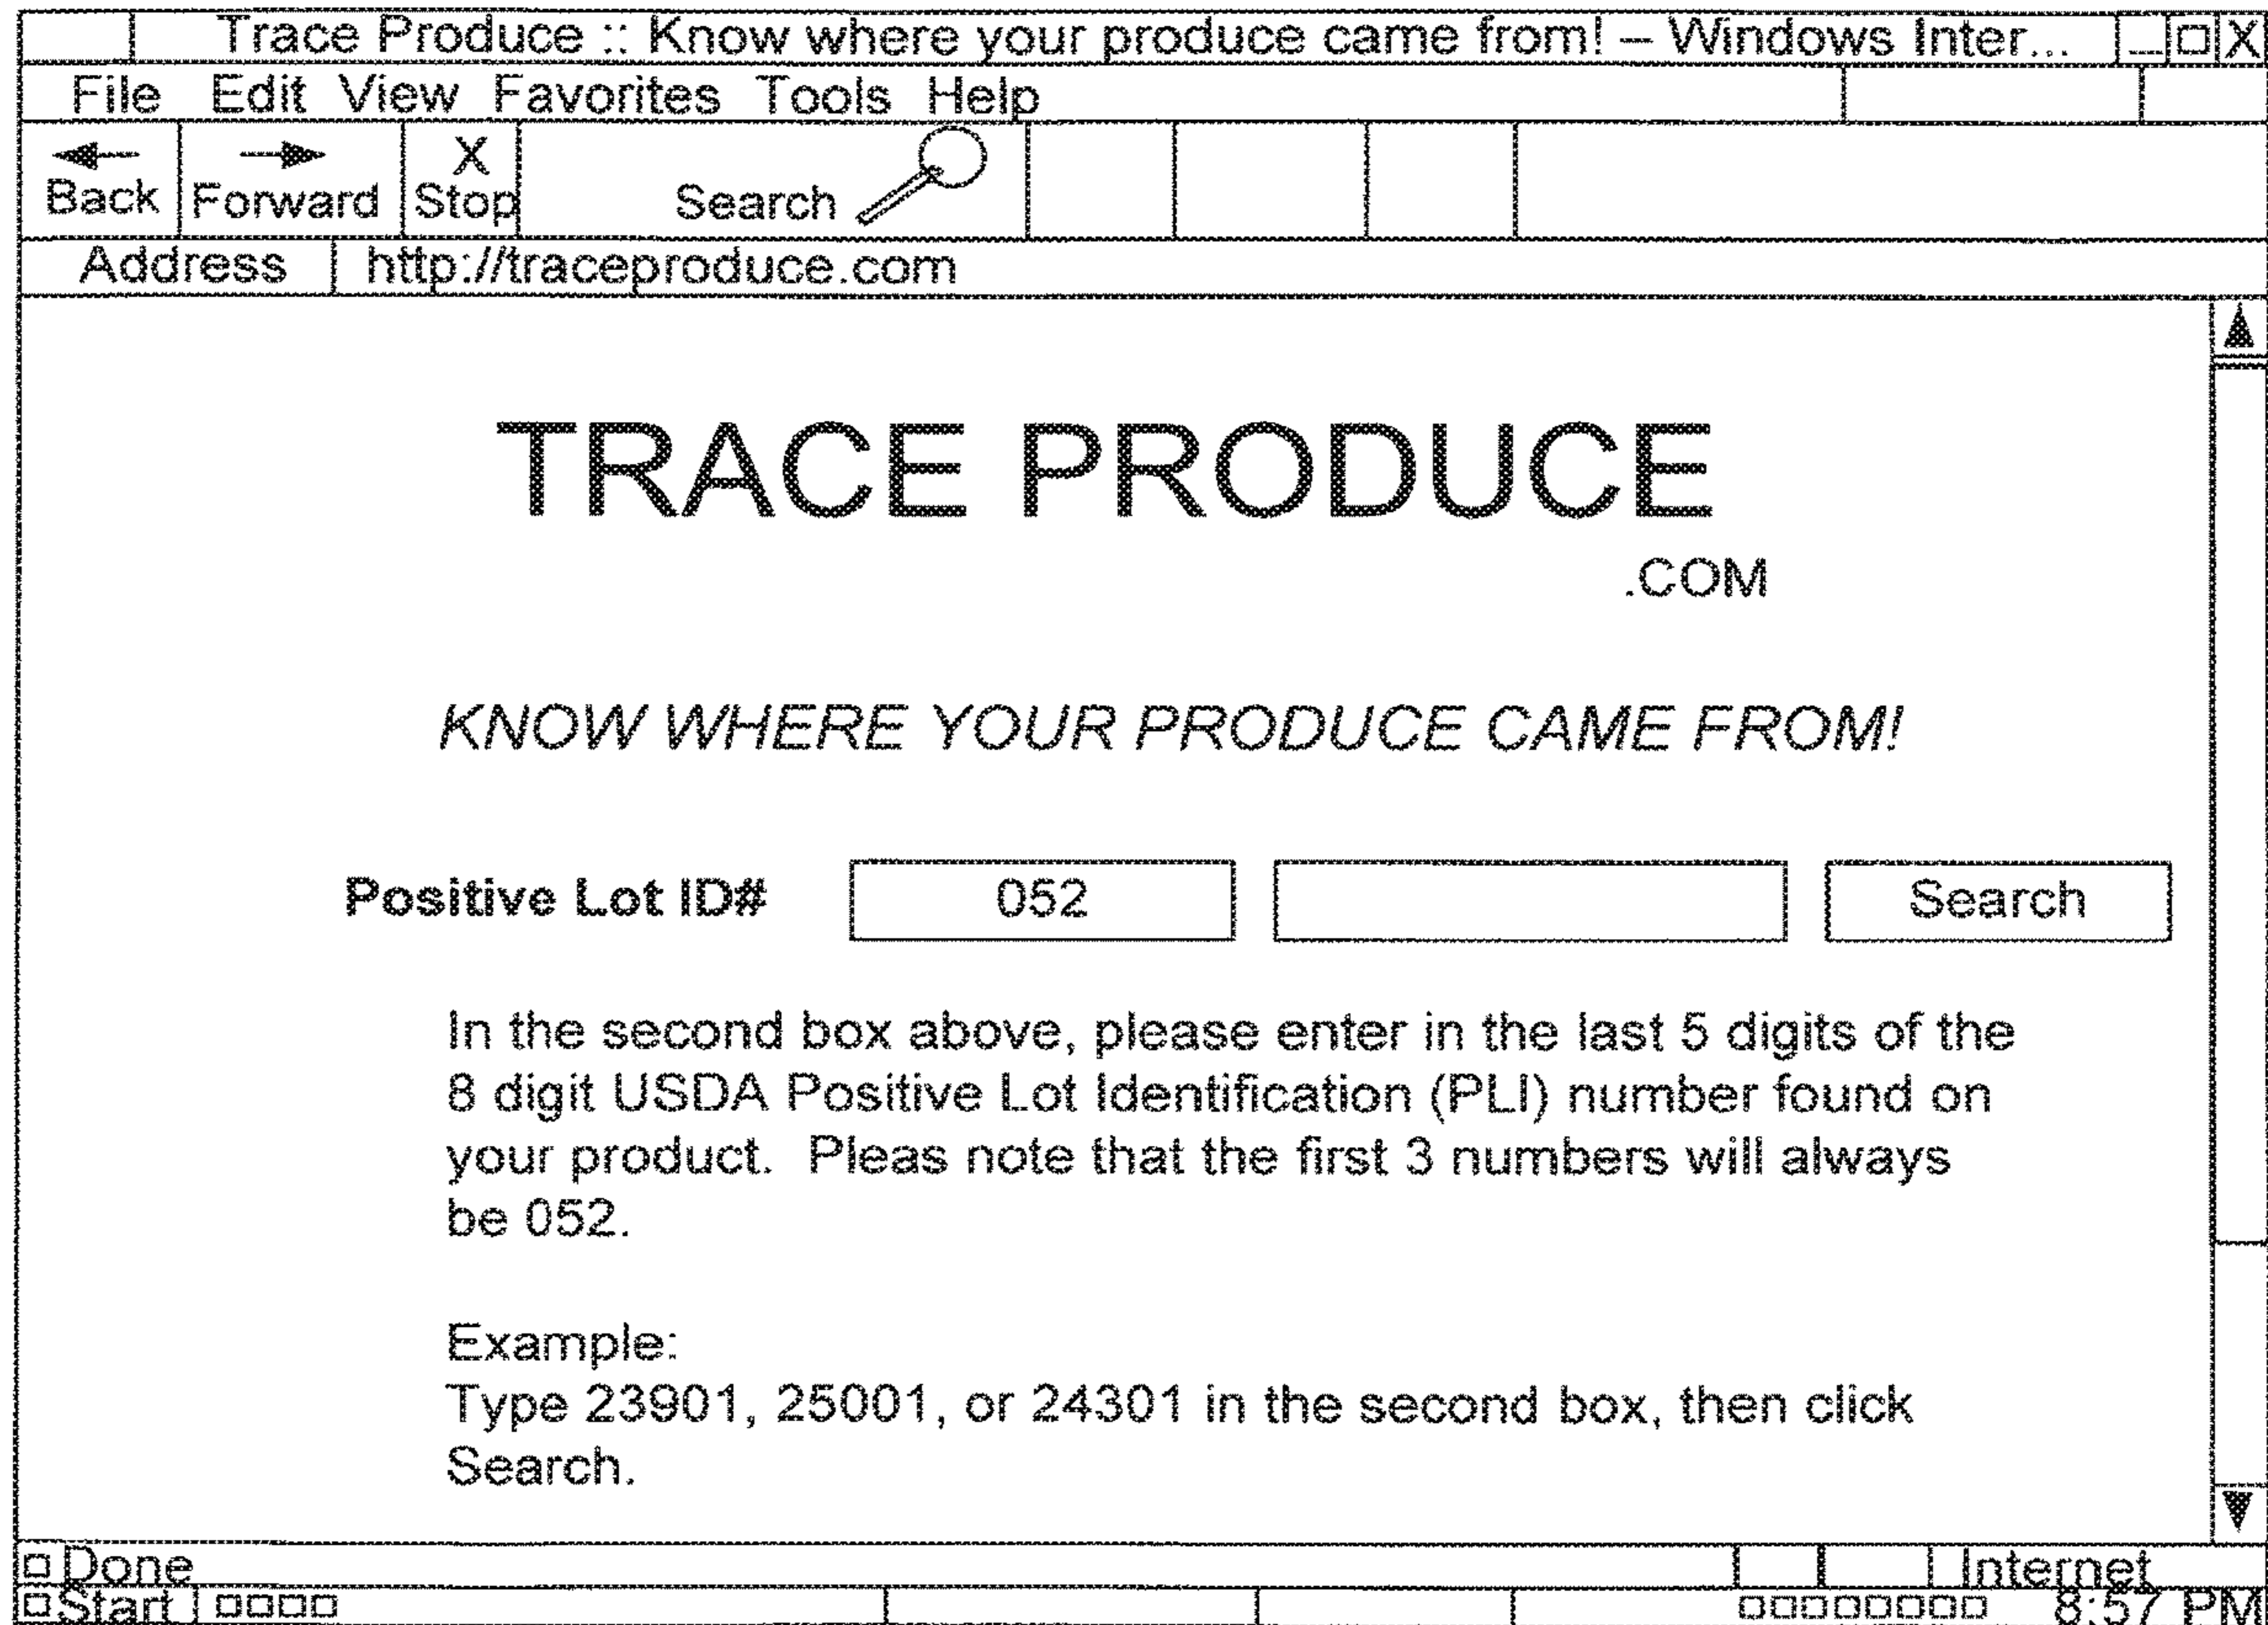 Trace Produce :: Know where your produce came from! – Windows Inter... _ □ X
File Edit View Favorites Tools Help
X
Back Forward Stop Search
Address http://traceproduce.com
TRACE PRODUCE
.COM
KNOW WHERE YOUR PRODUCE CAME FROM!
Positive Lot ID# 052 Search
In the second box above, please enter in the last 5 digits of the
8 digit USDA Positive Lot Identification (PLI) number found on
your product. Pleas note that the first 3 numbers will always
be 052.
Example:
Type 23901, 25001, or 24301 in the second box, then click
Search.
Done Internet
Start 8:57 PM